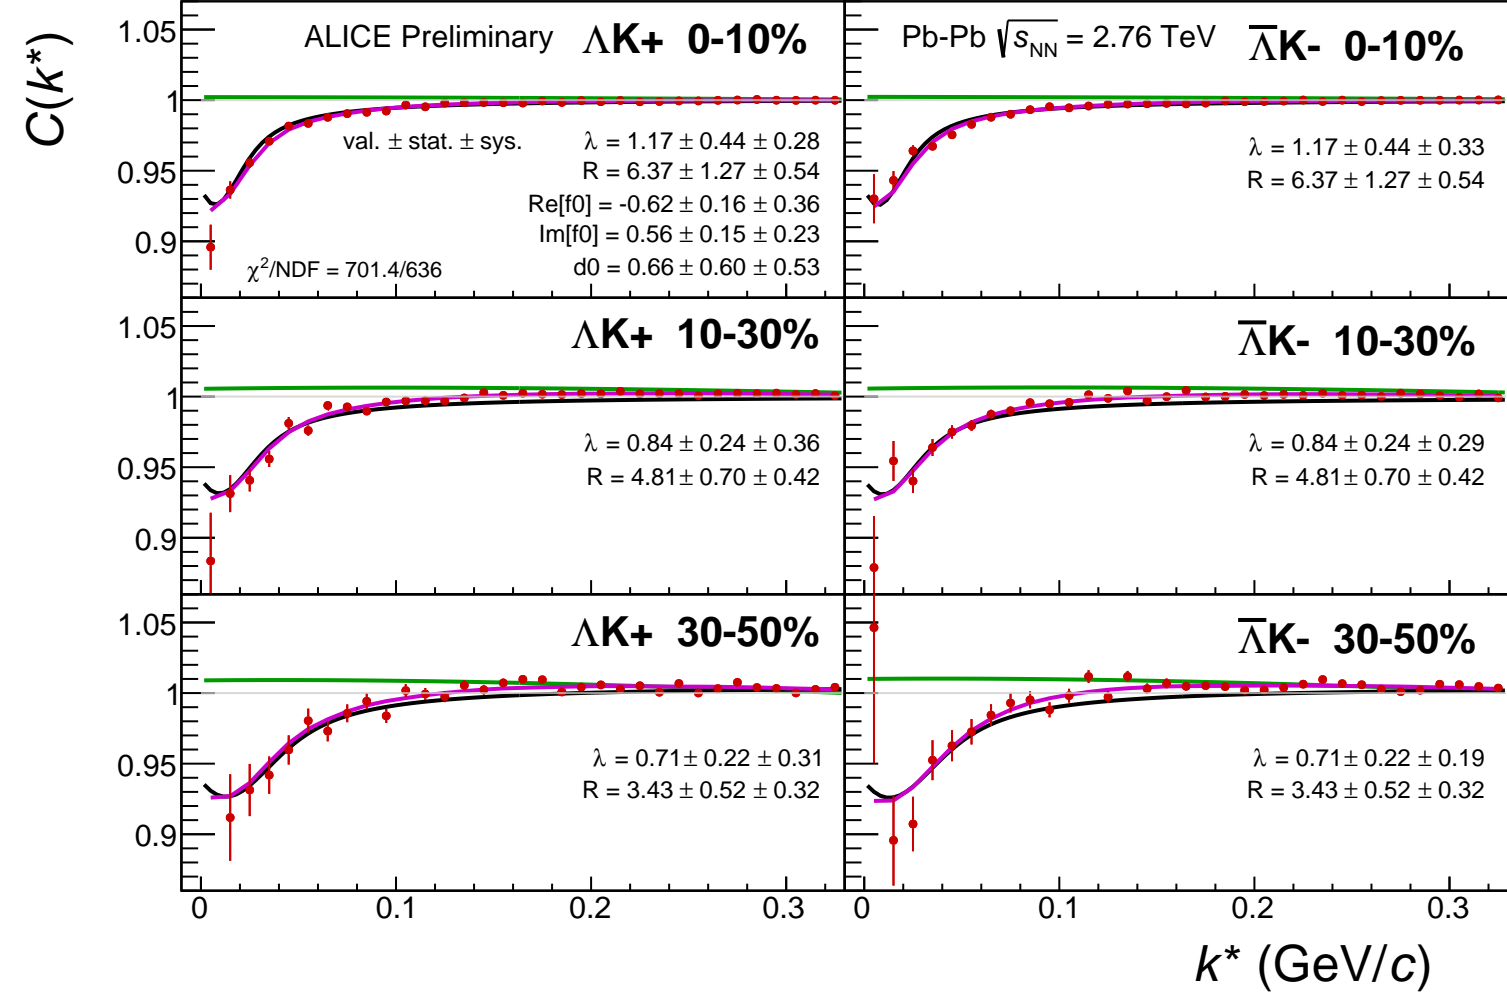 C(k*)
1.05
1
0.95
0.9
ALICE Preliminary ΛK+ 0-10%
val. ± stat. ± sys.
λ = 1.17 ± 0.44 ± 0.28
R = 6.37 ± 1.27 ± 0.54
Re[f0] = -0.62 ± 0.16 ± 0.36
Im[f0] = 0.56 ± 0.15 ± 0.23
d0 = 0.66 ± 0.60 ± 0.53
χ²/NDF = 701.4/636
Pb-Pb √s_NN = 2.76 TeV Λ̅K- 0-10%
λ = 1.17 ± 0.44 ± 0.33
R = 6.37 ± 1.27 ± 0.54
1.05
1
0.95
0.9
ΛK+ 10-30%
λ = 0.84 ± 0.24 ± 0.36
R = 4.81 ± 0.70 ± 0.42
Λ̅K- 10-30%
λ = 0.84 ± 0.24 ± 0.29
R = 4.81 ± 0.70 ± 0.42
1.05
1
0.95
0.9
ΛK+ 30-50%
λ = 0.71 ± 0.22 ± 0.31
R = 3.43 ± 0.52 ± 0.32
Λ̅K- 30-50%
λ = 0.71 ± 0.22 ± 0.19
R = 3.43 ± 0.52 ± 0.32
0 0.1 0.2 0.3 0 0.1 0.2 0.3
k* (GeV/c)